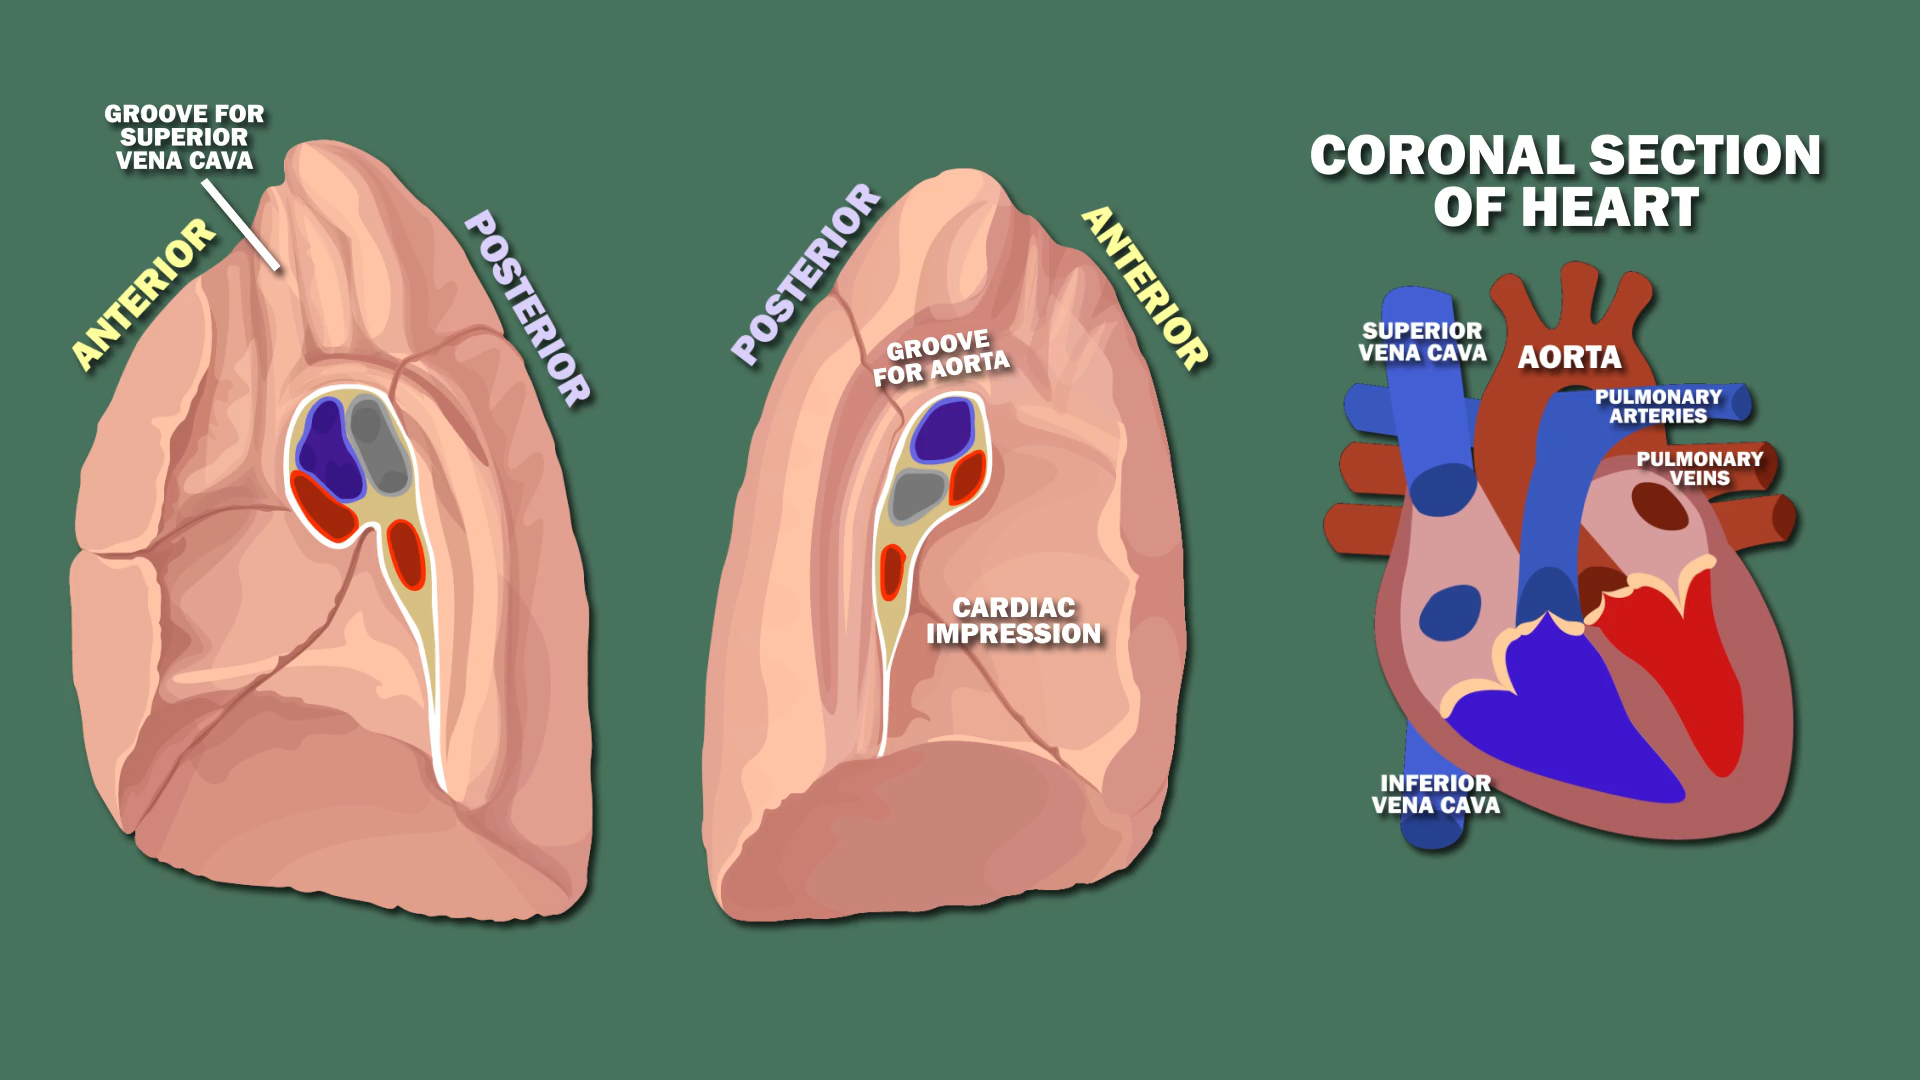 GROOVE FOR
SUPERIOR
VENA CAVA
ANTERIOR
POSTERIOR
POSTERIOR
ANTERIOR
GROOVE
FOR AORTA
CARDIAC
IMPRESSION
CORONAL SECTION
OF HEART
SUPERIOR
VENA CAVA
AORTA
PULMONARY
ARTERIES
PULMONARY
VEINS
INFERIOR
VENA CAVA